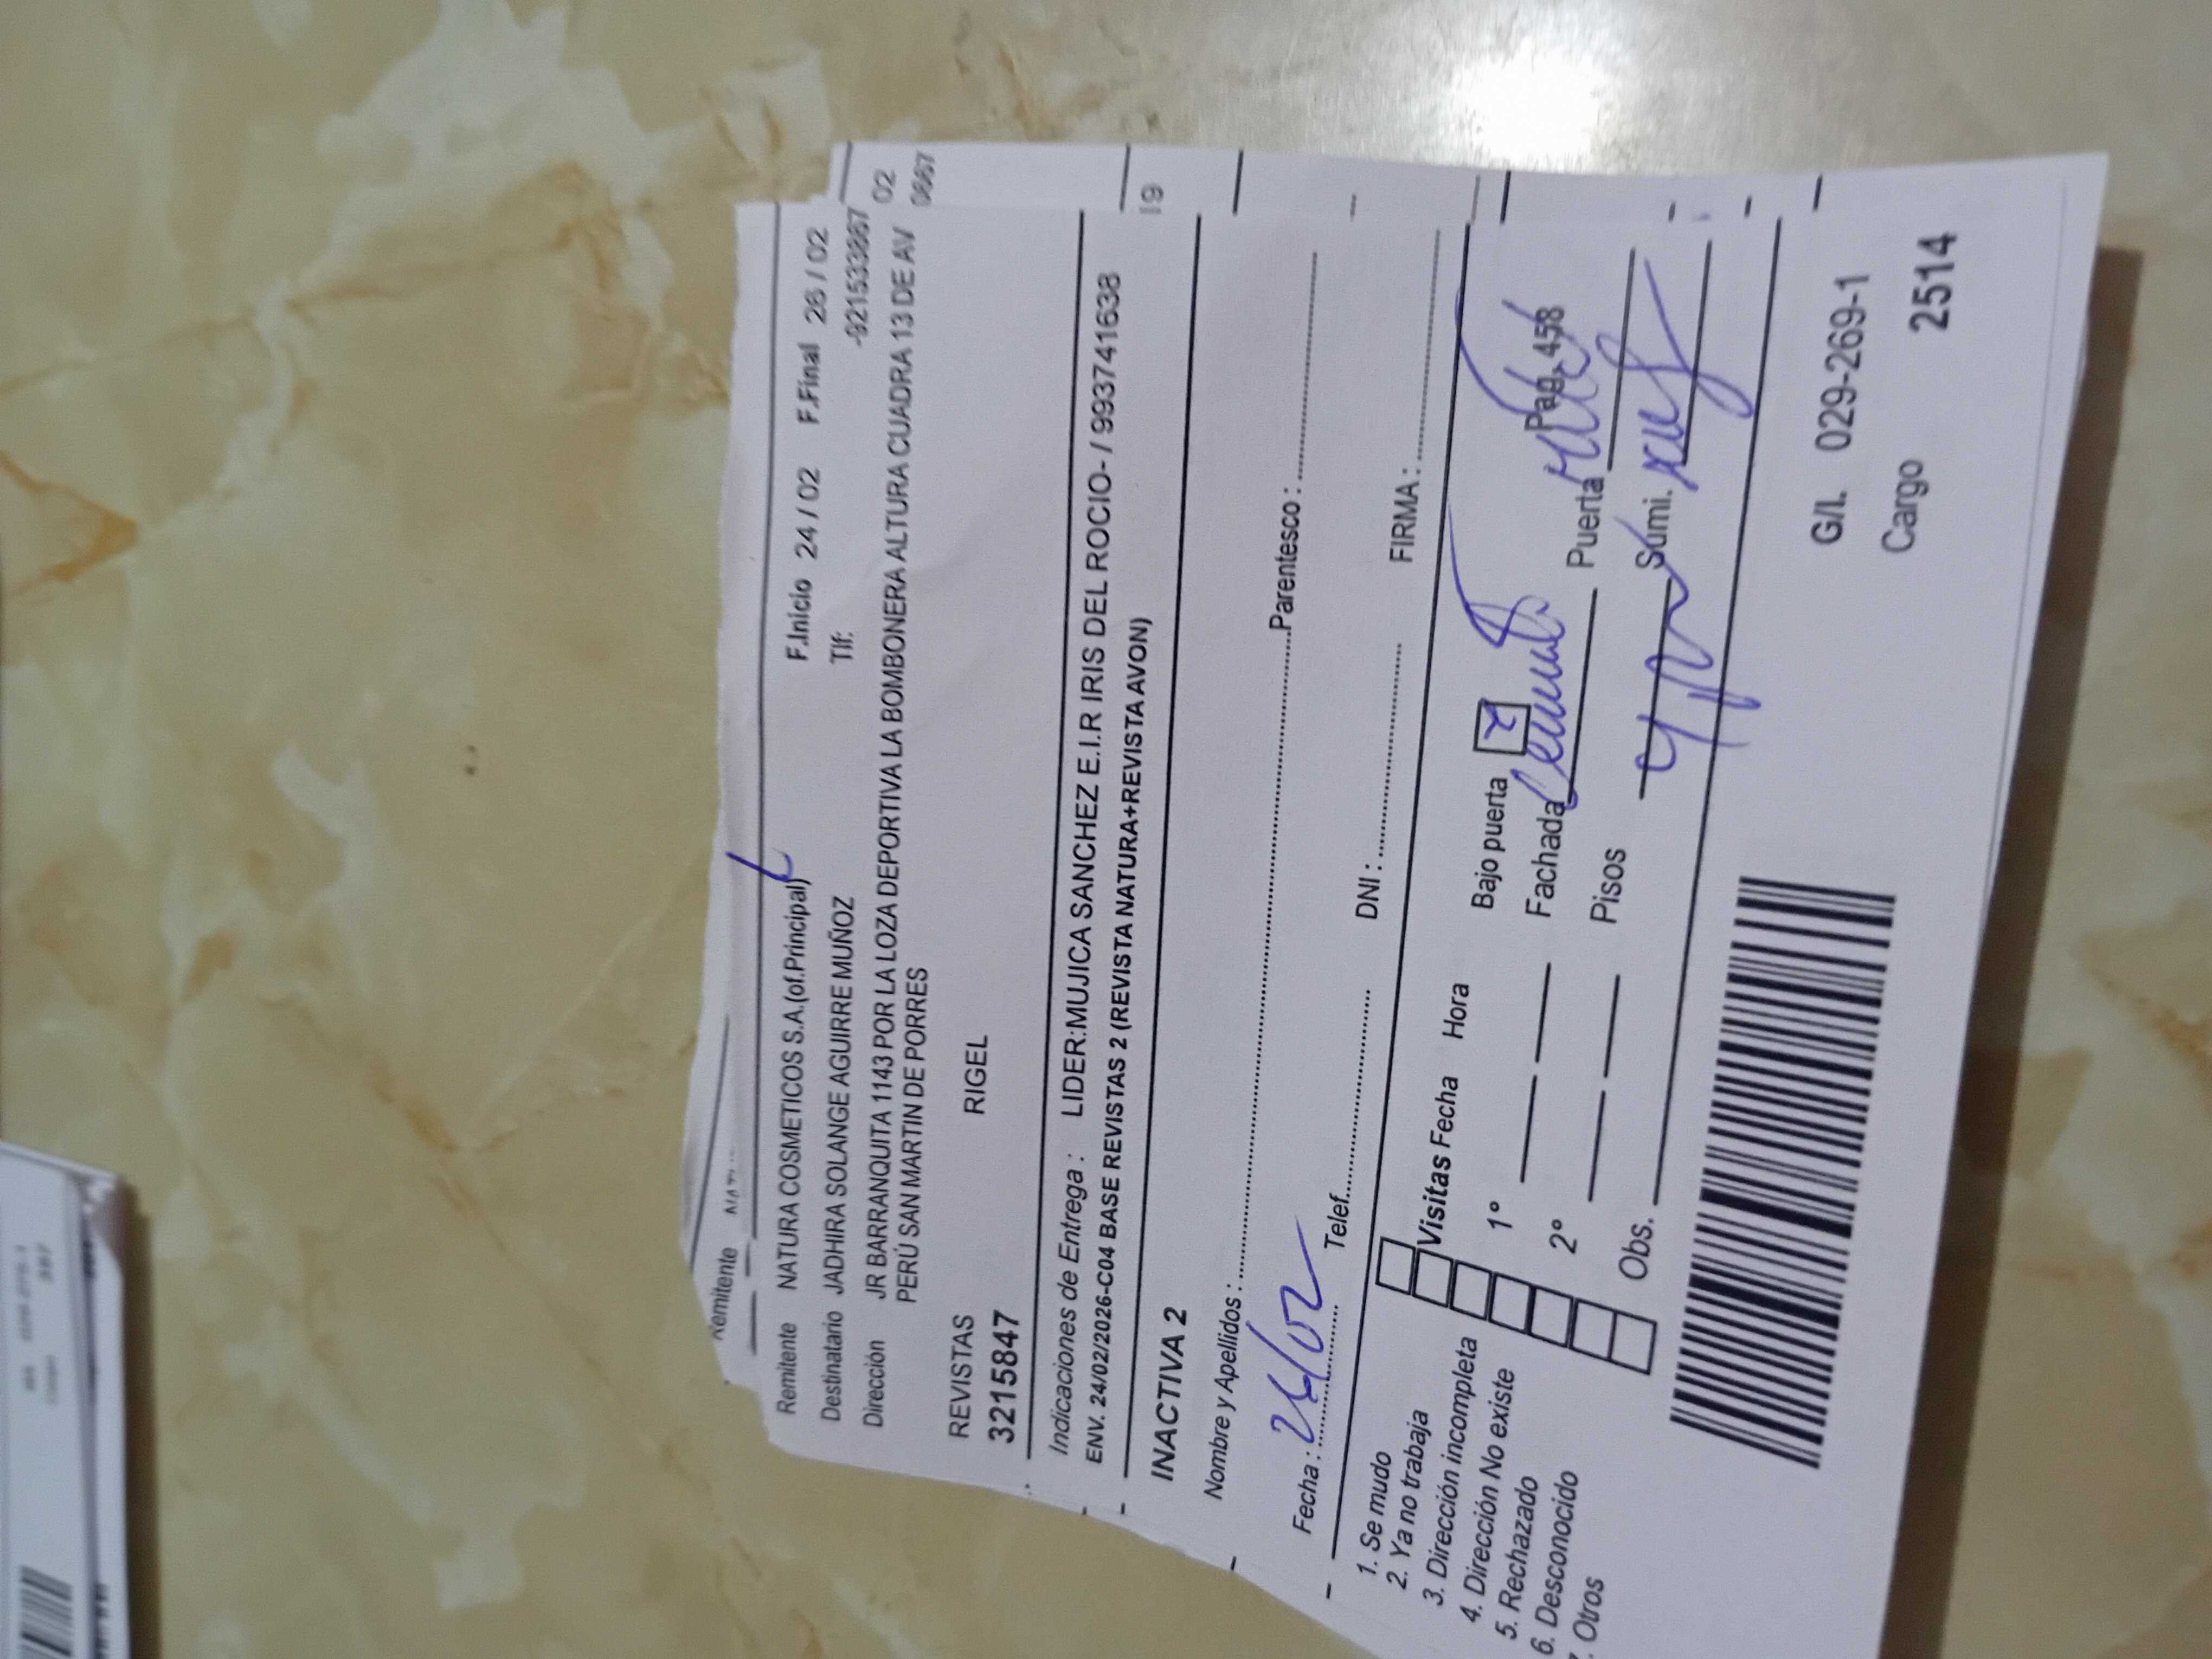 Remitente
Remitente NATURA COSMETICOS S.A.(of.Principal) F.Inicio 24 / 02 F.Final 26 / 02
Destinatario JADHIRA SOLANGE AGUIRRE MUÑOZ Tlf: -921533667 02
Dirección JR BARRANQUITA 1143 POR LA LOZA DEPORTIVA LA BOMBONERA ALTURA CUADRA 13 DE AV
PERÚ SAN MARTIN DE PORRES
REVISTAS RIGEL
3215847
Indicaciones de Entrega : LIDER:MUJICA SANCHEZ E.I.R IRIS DEL ROCIO- / 993741638
ENV. 24/02/2026-C04 BASE REVISTAS 2 (REVISTA NATURA+REVISTA AVON)
INACTIVA 2
Nombre y Apellidos : Parentesco :
Fecha : Telef. DNI : FIRMA :
1. Se mudo
2. Ya no trabaja
3. Dirección incompleta
4. Dirección No existe
5. Rechazado
6. Desconocido
Otros
Visitas Fecha Hora
1º
2º
Obs.
Bajo puerta
Pag. 458
Fachada Puerta
Pisos Sumi.
G/L 029-269-1
Cargo 2514